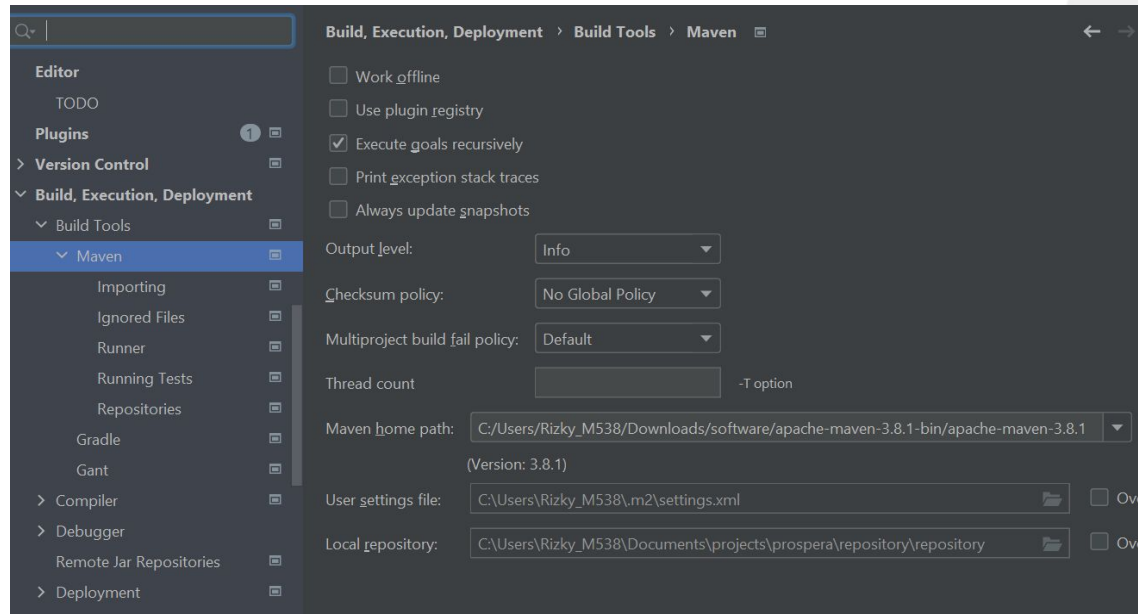 Editor
TODO
Plugins 1
Version Control
Build, Execution, Deployment
Build Tools
Maven
Importing
Ignored Files
Runner
Running Tests
Repositories
Gradle
Gant
Compiler
Debugger
Remote Jar Repositories
Deployment
Build, Execution, Deployment › Build Tools › Maven
Work offline
Use plugin registry
Execute goals recursively
Print exception stack traces
Always update snapshots
Output level: Info
Checksum policy: No Global Policy
Multiproject build fail policy: Default
Thread count -T option
Maven home path: C:/Users/Rizky_M538/Downloads/software/apache-maven-3.8.1-bin/apache-maven-3.8.1
(Version: 3.8.1)
User settings file: C:\Users\Rizky_M538\.m2\settings.xml Ov
Local repository: C:\Users\Rizky_M538\Documents\projects\prospera\repository\repository Ov